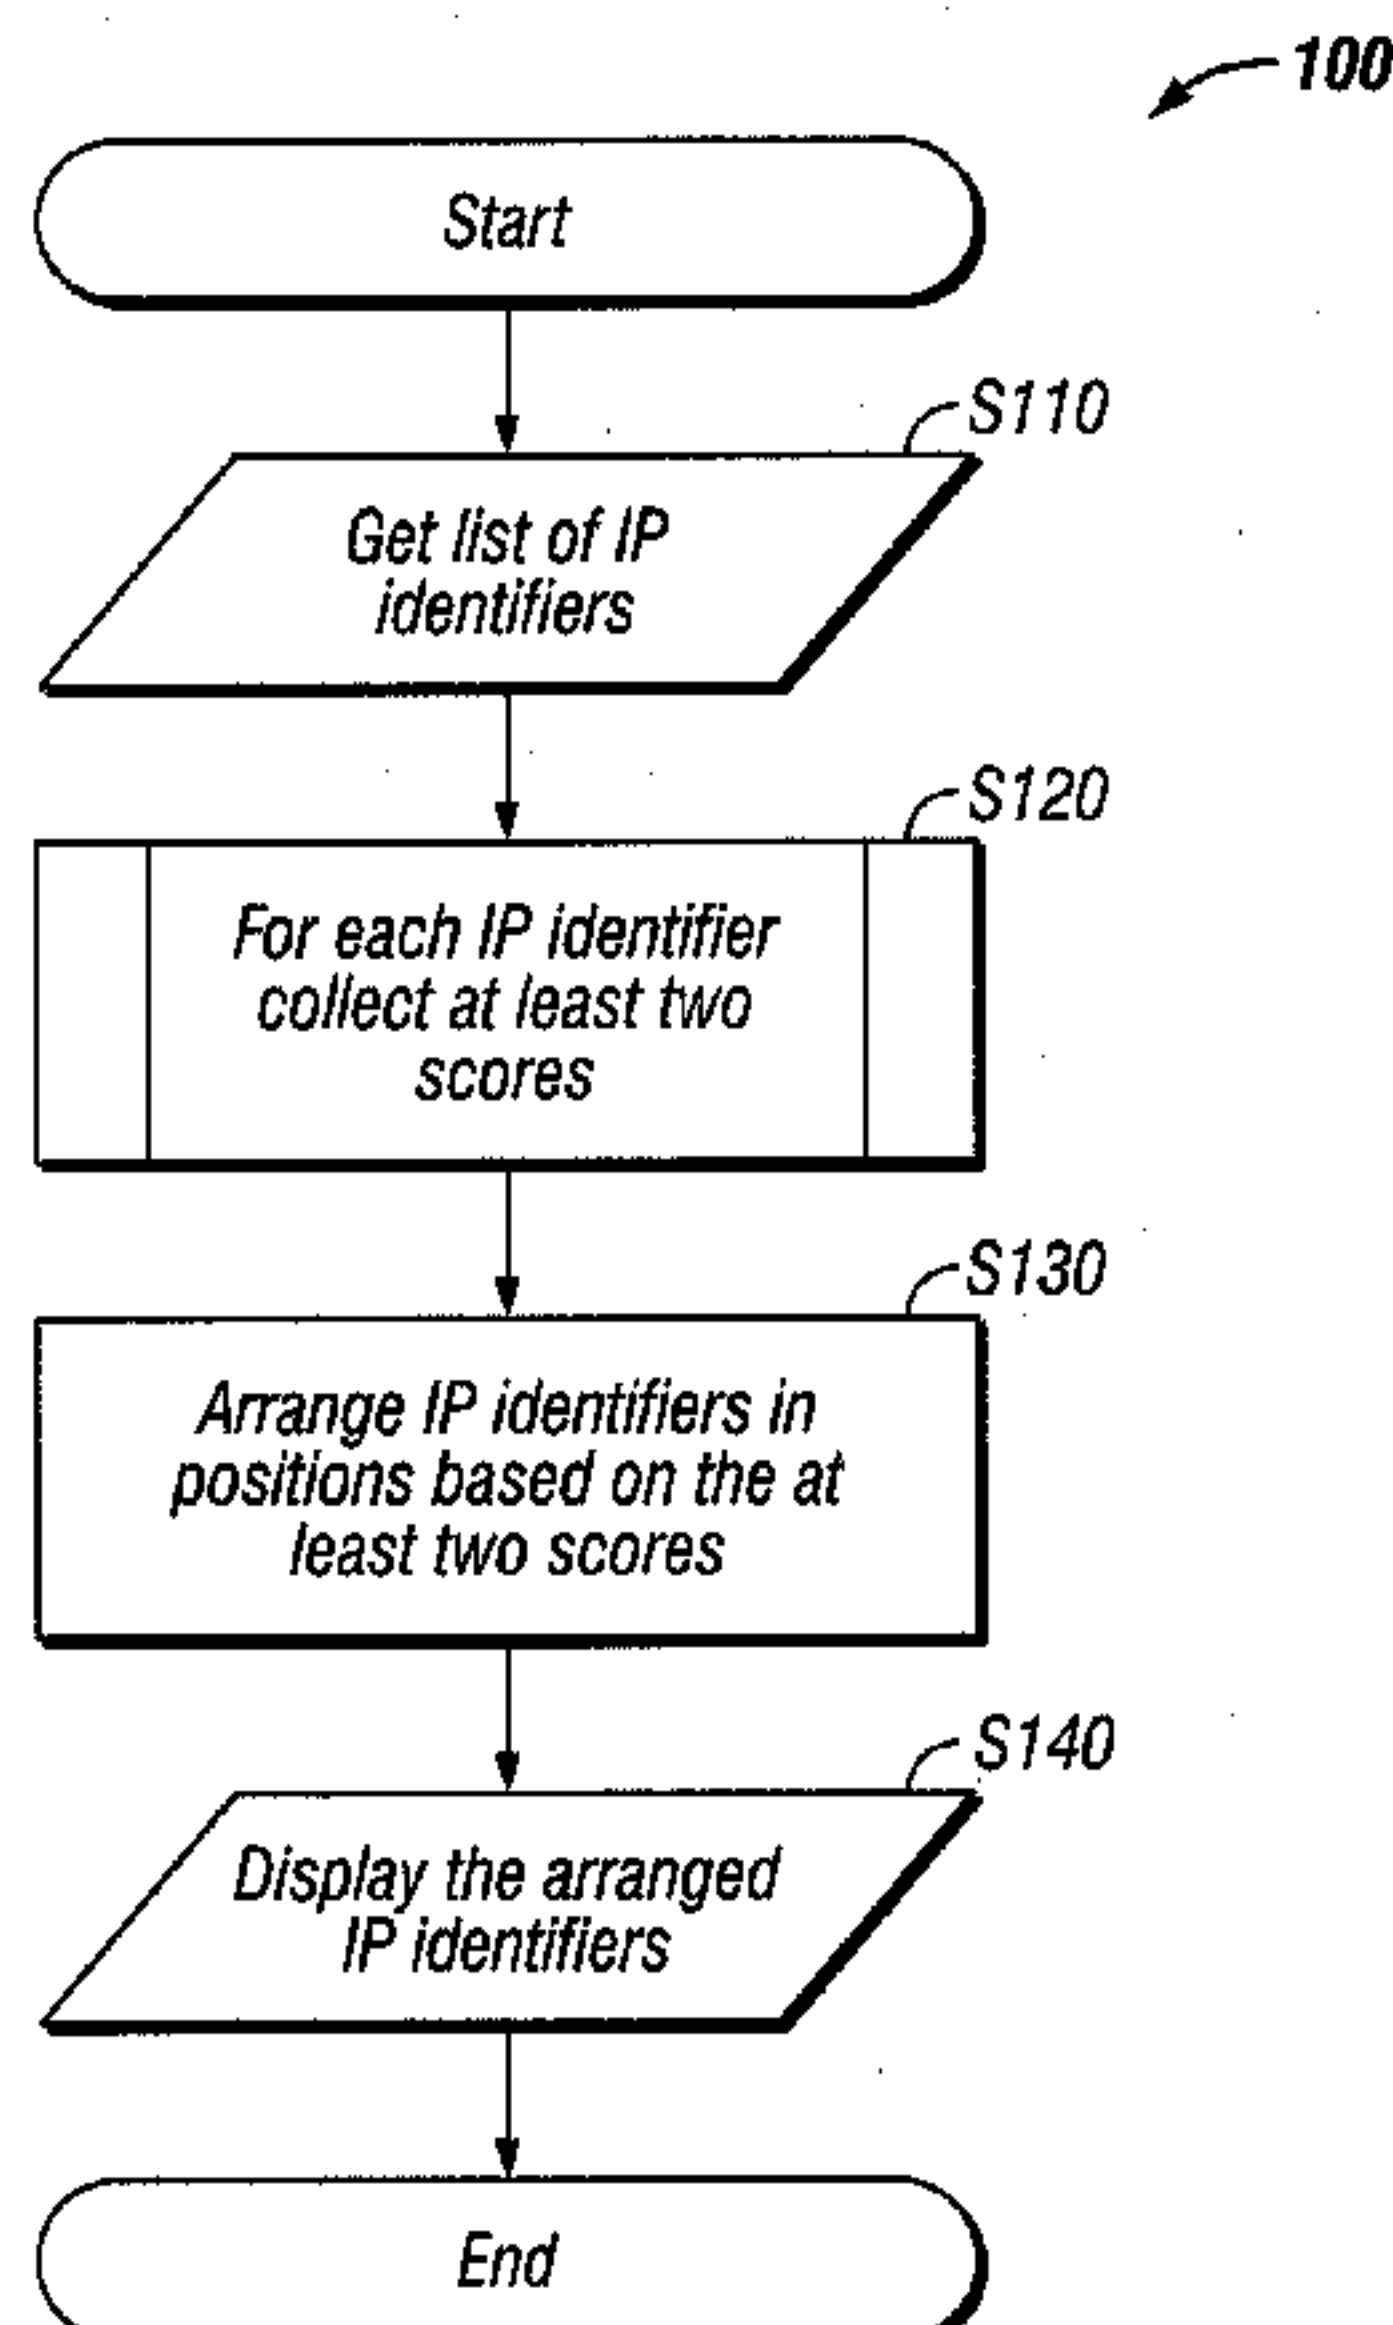 100
Start
S110
Get list of IP
identifiers
S120
For each IP identifier
collect at least two
scores
S130
Arrange IP identifiers in
positions based on the at
least two scores
S140
Display the arranged
IP identifiers
End